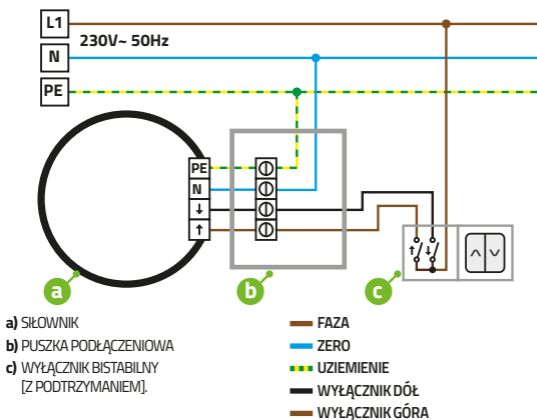 L1
230V~ 50Hz
N
PE
PE
N
↓
↑
↑ ↓
a
b
c
a) SIŁOWNIK
b) PUSZKA PODŁĄCZENIOWA
c) WYŁĄCZNIK BISTABILNY
[Z PODTRZYMANIEM].
FAZA
ZERO
UZIEMIENIE
WYŁĄCZNIK DÓŁ
WYŁĄCZNIK GÓRA